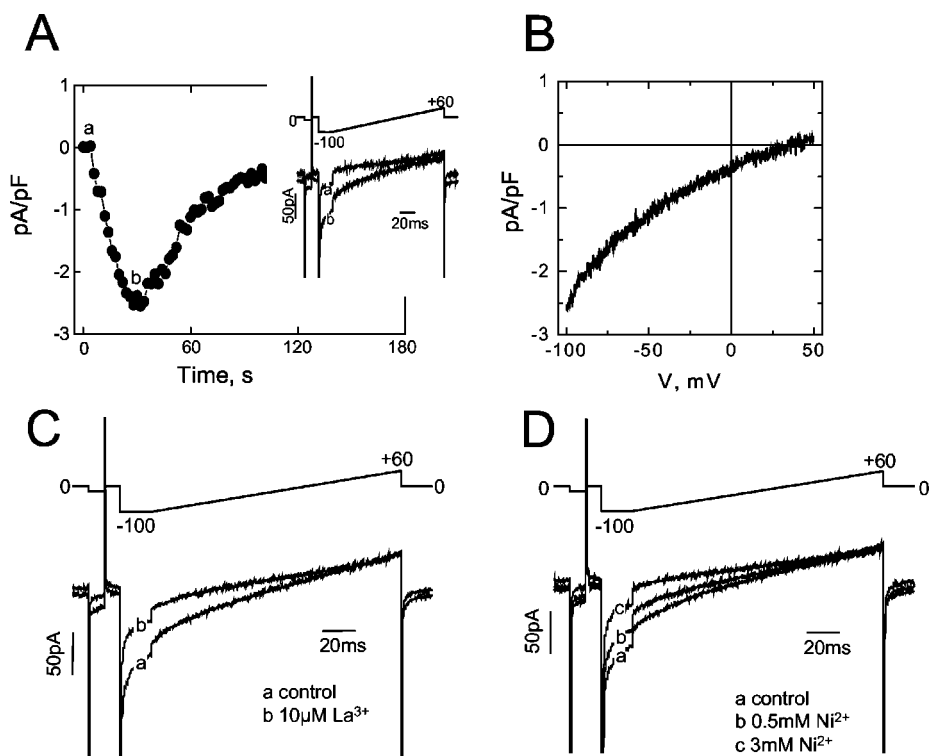 A
1
0
-1
-2
-3
pA/pF
a
b
0
60
120
180
Time, s
0
-100
+60
a
b
50pA
20ms
B
1
0
-1
-2
-3
pA/pF
-100
-50
0
50
V, mV
C
0
-100
+60
0
b
a
50pA
20ms
a control
b 10µM La³⁺
D
0
-100
+60
0
c
b
a
50pA
20ms
a control
b 0.5mM Ni²⁺
c 3mM Ni²⁺